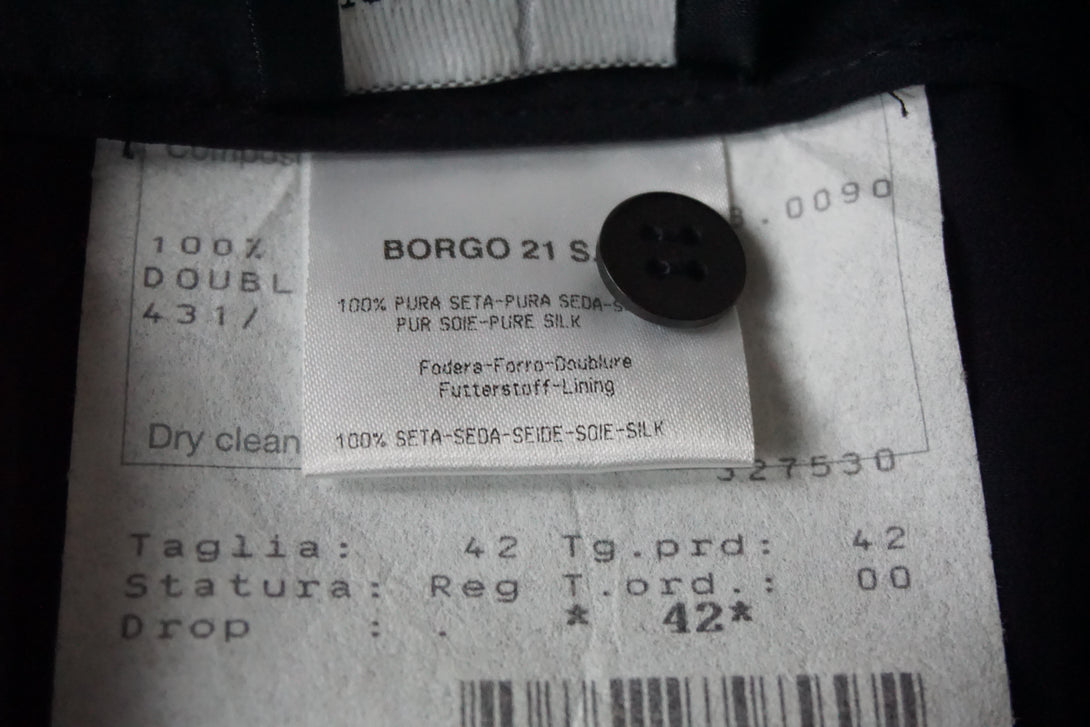 100%
DOUBL
431/
Dry clean
.0090
BORGO 21 S.
100% PURA SETA-PURA SEDA-S
PUR SOIE-PURE SILK
Fodera-Forro-Doublure
Futterstoff-Lining
100% SETA-SEDA-SEIDE-SOIE-SILK
327530
Taglia: 42 Tg.prd: 42
Statura: Reg T.ord.: 00
Drop : . * 42*